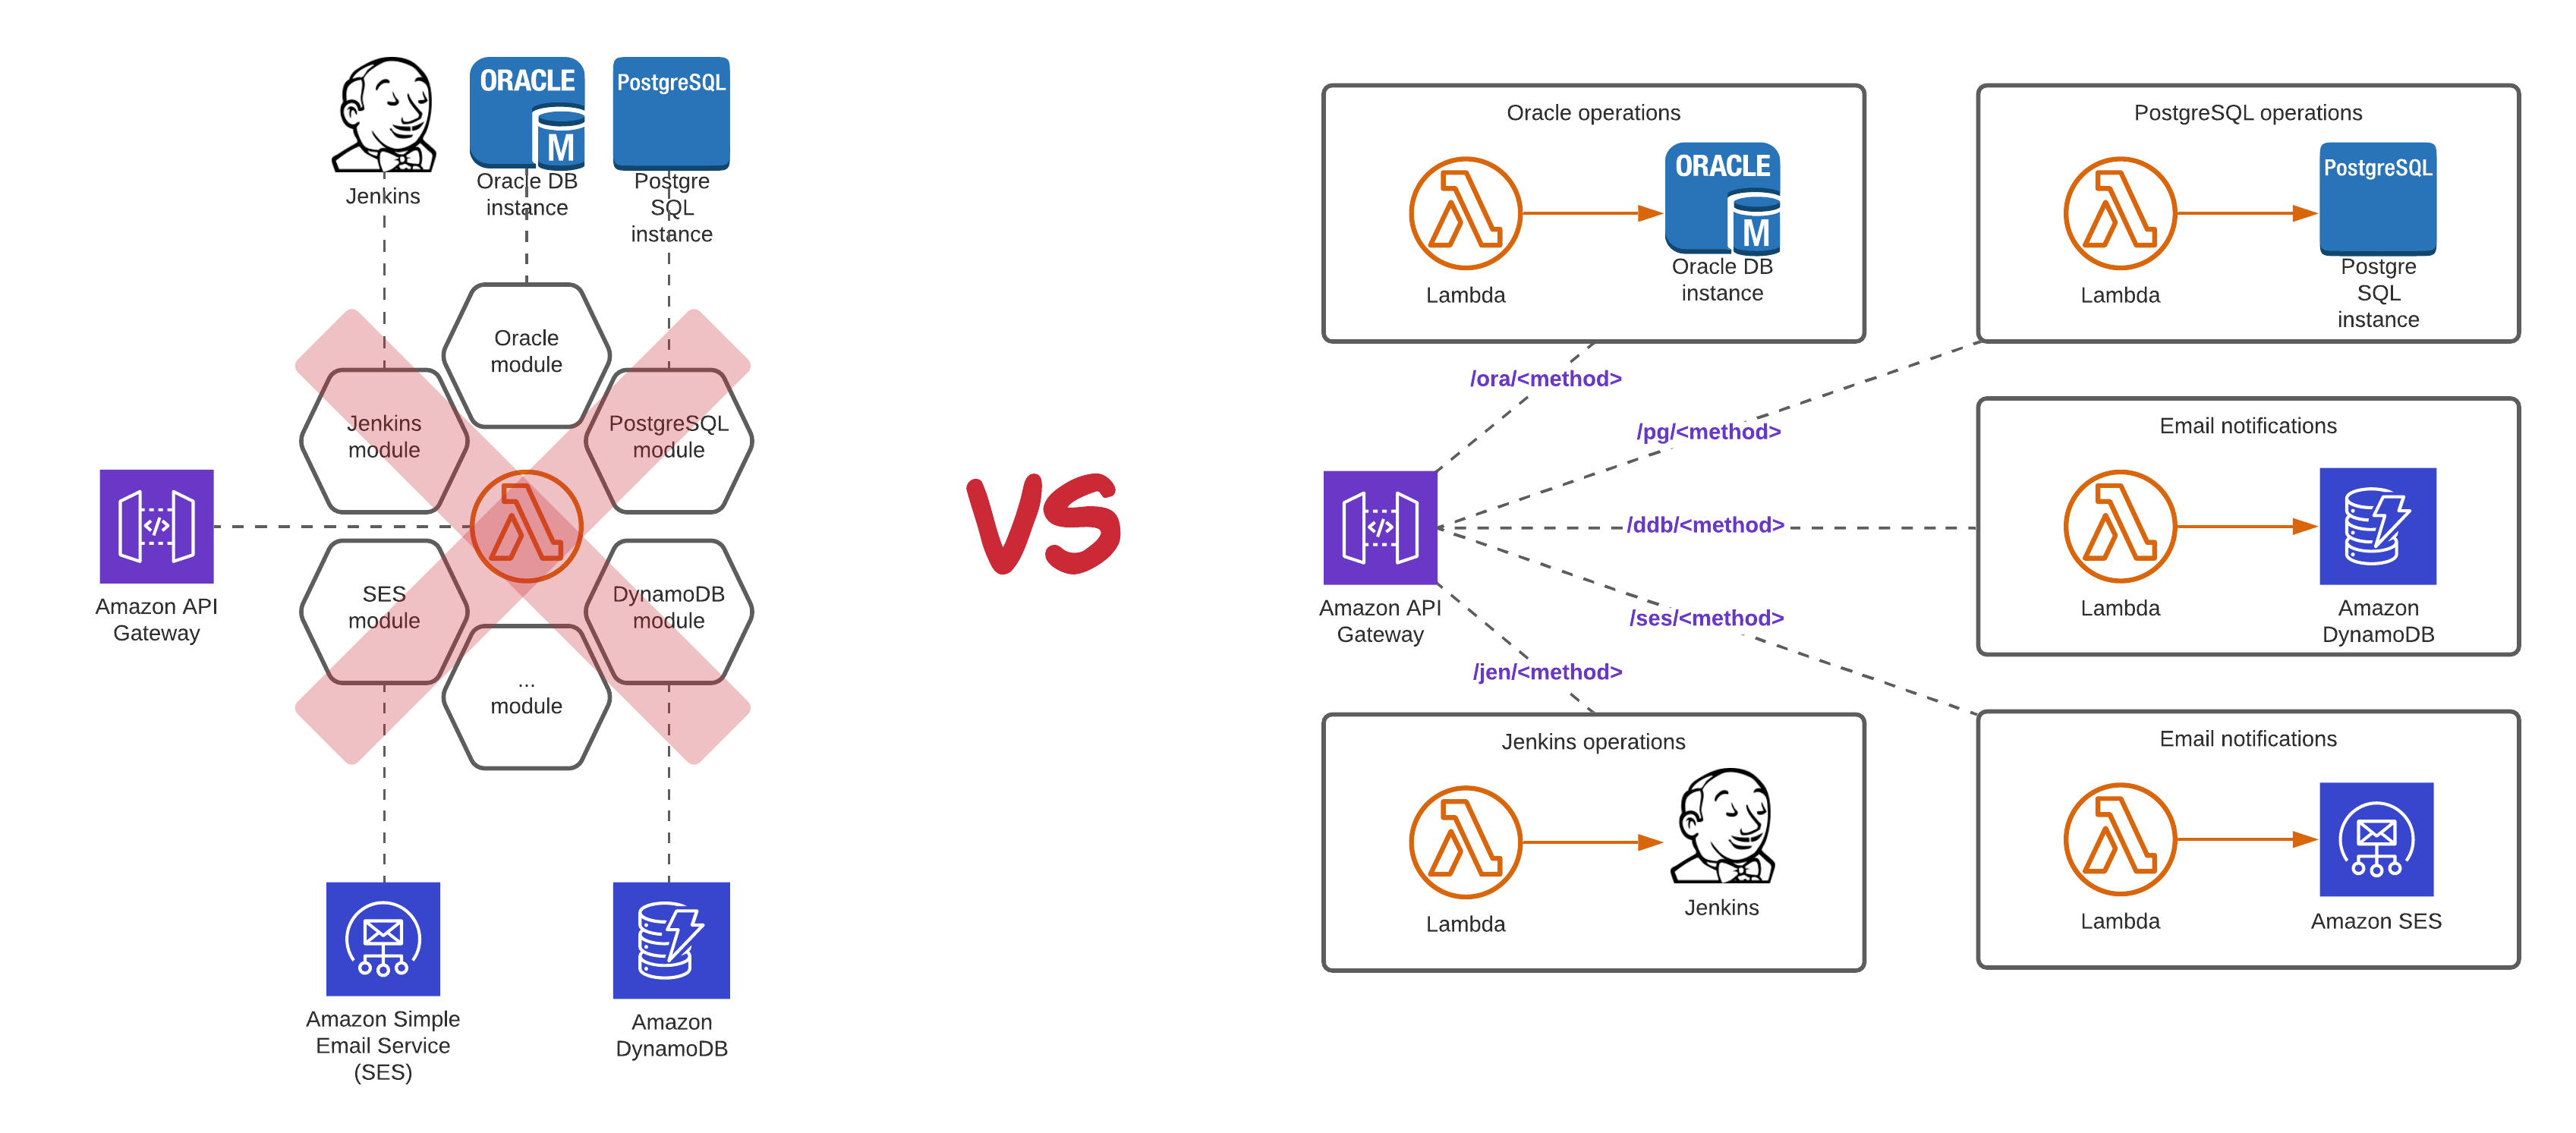 ORACLE
M
PostgreSQL
Jenkins
Oracle DB
instance
Postgre
SQL
instance
Oracle
module
Jenkins
module
PostgreSQL
module
Amazon API
Gateway
</>
SES
module
DynamoDB
module
...
module
Amazon Simple
Email Service
(SES)
Amazon
DynamoDB
VS
Oracle operations
Lambda
ORACLE
M
Oracle DB
instance
PostgreSQL operations
Lambda
PostgreSQL
Postgre
SQL
instance
/ora/<method>
/pg/<method>
/ddb/<method>
/ses/<method>
/jen/<method>
</>
Amazon API
Gateway
Email notifications
Lambda
Amazon
DynamoDB
Jenkins operations
Lambda
Jenkins
Email notifications
Lambda
Amazon SES